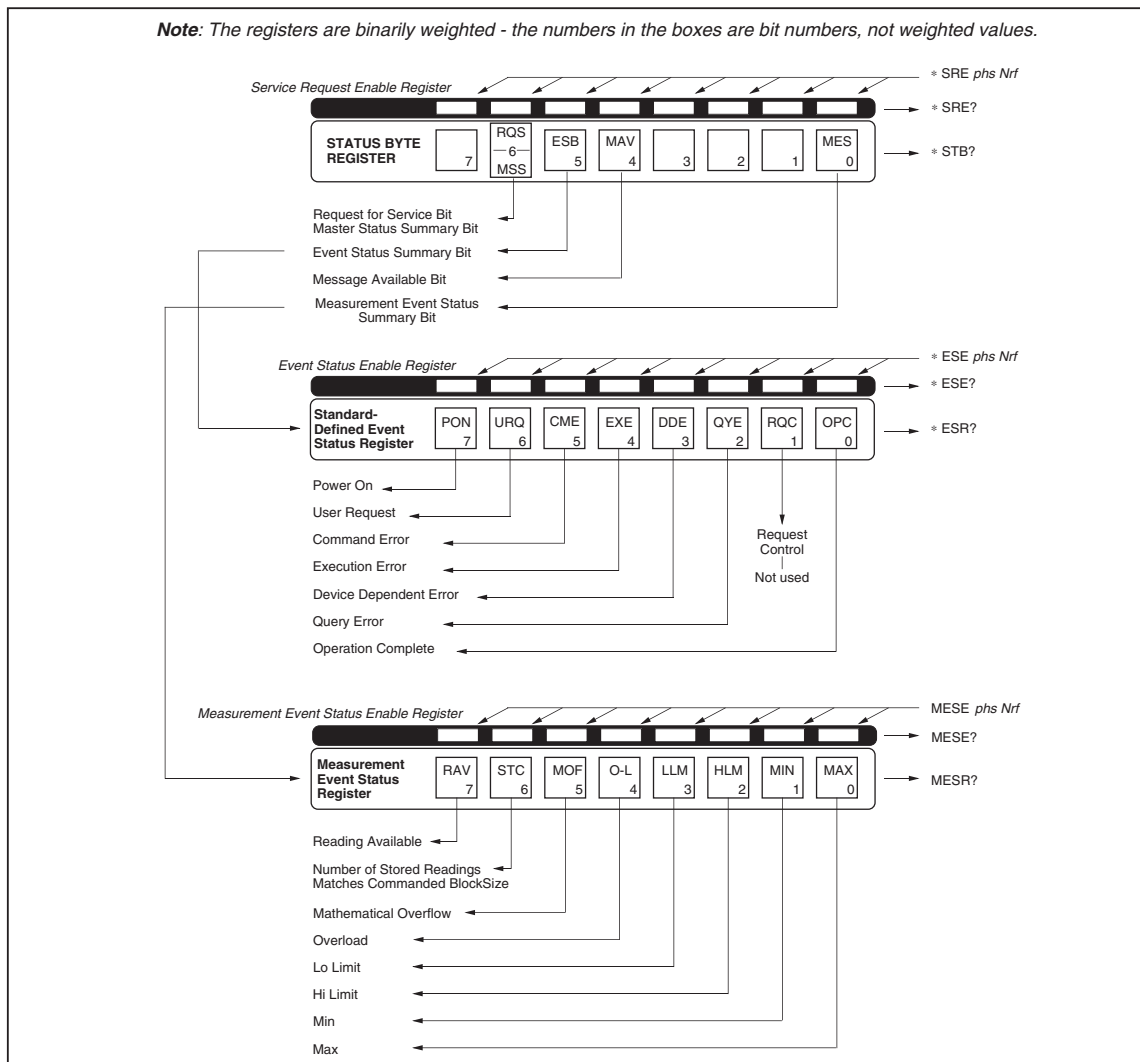 Note: The registers are binarily weighted - the numbers in the boxes are bit numbers, not weighted values.
Service Request Enable Register
∗ SRE phs Nrf
∗ SRE?
STATUS BYTE
REGISTER
7
RQS
6
MSS
ESB
5
MAV
4
3
2
1
MES
0
∗ STB?
Request for Service Bit
Master Status Summary Bit
Event Status Summary Bit
Message Available Bit
Measurement Event Status
Summary Bit
Event Status Enable Register
∗ ESE phs Nrf
∗ ESE?
Standard-
Defined Event
Status Register
PON
7
URQ
6
CME
5
EXE
4
DDE
3
QYE
2
RQC
1
OPC
0
∗ ESR?
Power On
User Request
Command Error
Execution Error
Device Dependent Error
Query Error
Operation Complete
Request
Control
Not used
Measurement Event Status Enable Register
MESE phs Nrf
MESE?
Measurement
Event Status
Register
RAV
7
STC
6
MOF
5
O-L
4
LLM
3
HLM
2
MIN
1
MAX
0
MESR?
Reading Available
Number of Stored Readings
Matches Commanded BlockSize
Mathematical Overflow
Overload
Lo Limit
Hi Limit
Min
Max